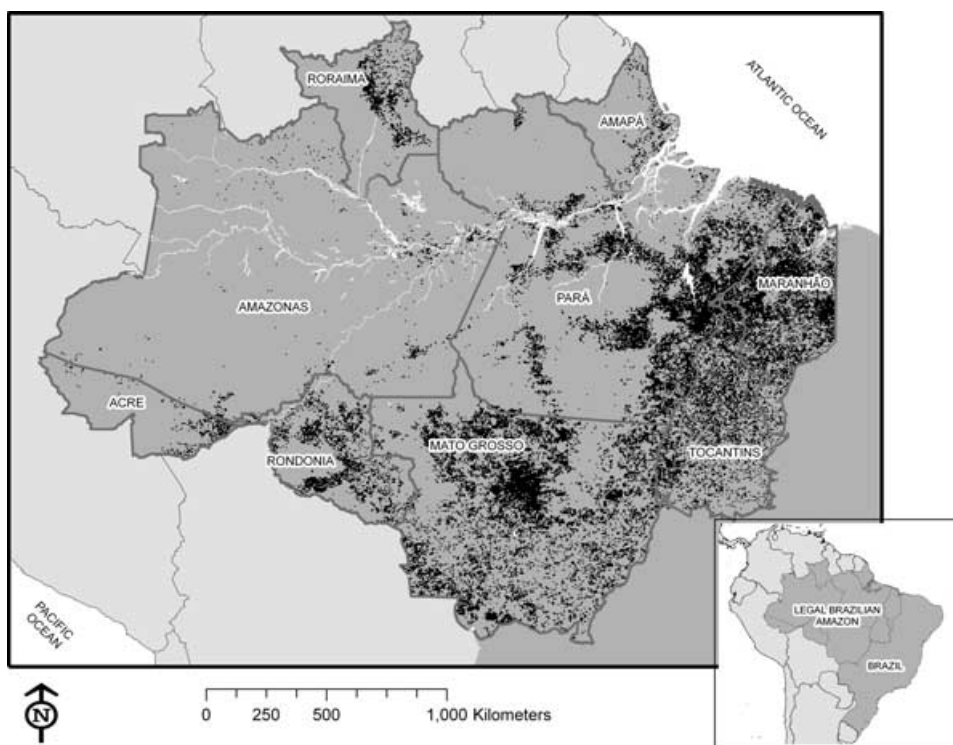 RORAIMA
ATLANTIC OCEAN
AMAPÁ
MARANHÃO
PARÁ
AMAZONAS
ACRE
MATO GROSSO
RONDONIA
TOCANTINS
PACIFIC
OCEAN
LEGAL BRAZILIAN
AMAZON
BRAZIL
N
0 250 500 1,000 Kilometers